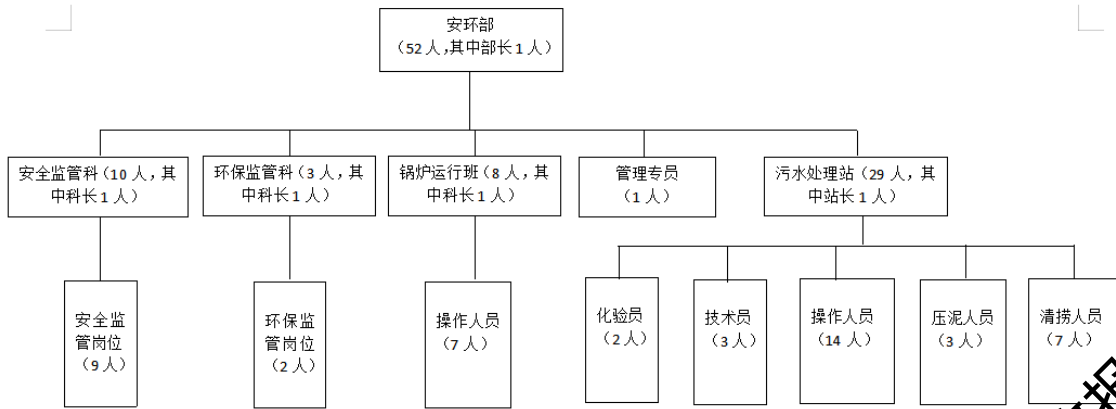 安环部
（52人,其中部长1人）
安全监管科（10人，其
中科长1人）
环保监管科（3人，其
中科长1人）
锅炉运行班（8人，其
中科长1人）
管理专员
（1人）
污水处理站（29人，其
中站长1人）
安全监
管岗位
（9人）
环保监
管岗位
（2人）
操作人员
（7人）
化验员
（2人）
技术员
（3人）
操作人员
（14人）
压泥人员
（3人）
清捞人员
（7人）